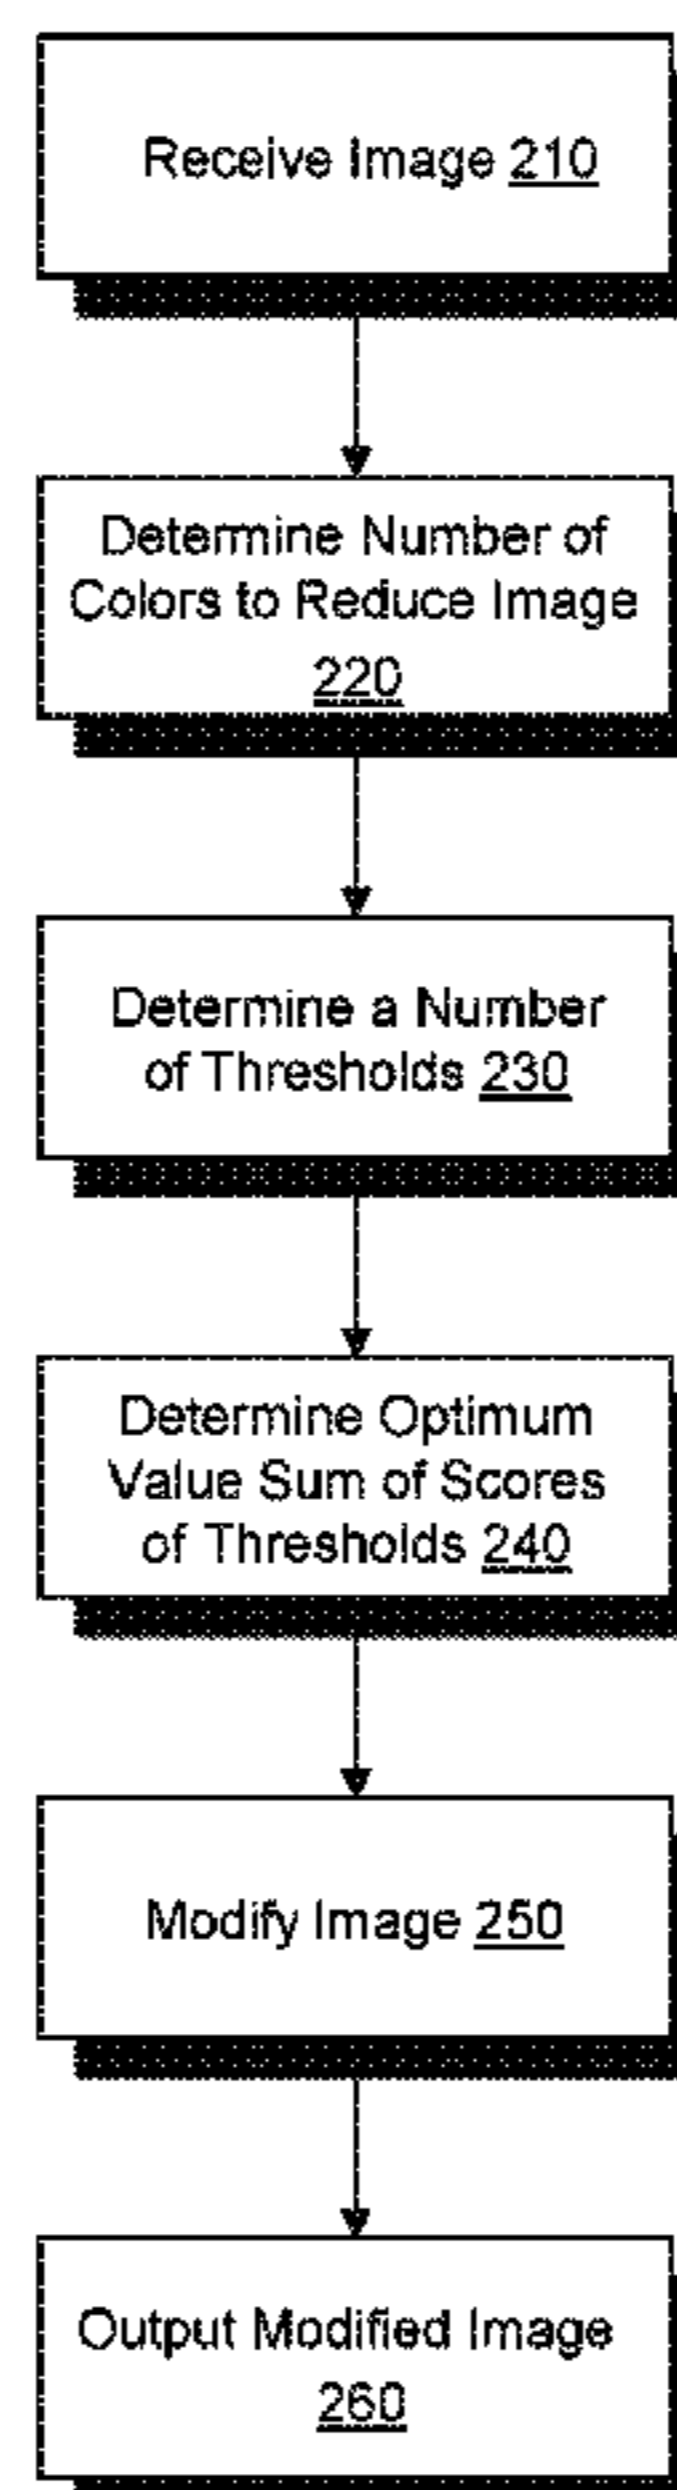 Receive Image 210
Determine Number of
Colors to Reduce Image
220
Determine a Number
of Thresholds 230
Determine Optimum
Value Sum of Scores
of Thresholds 240
Modify Image 250
Output Modified Image
260